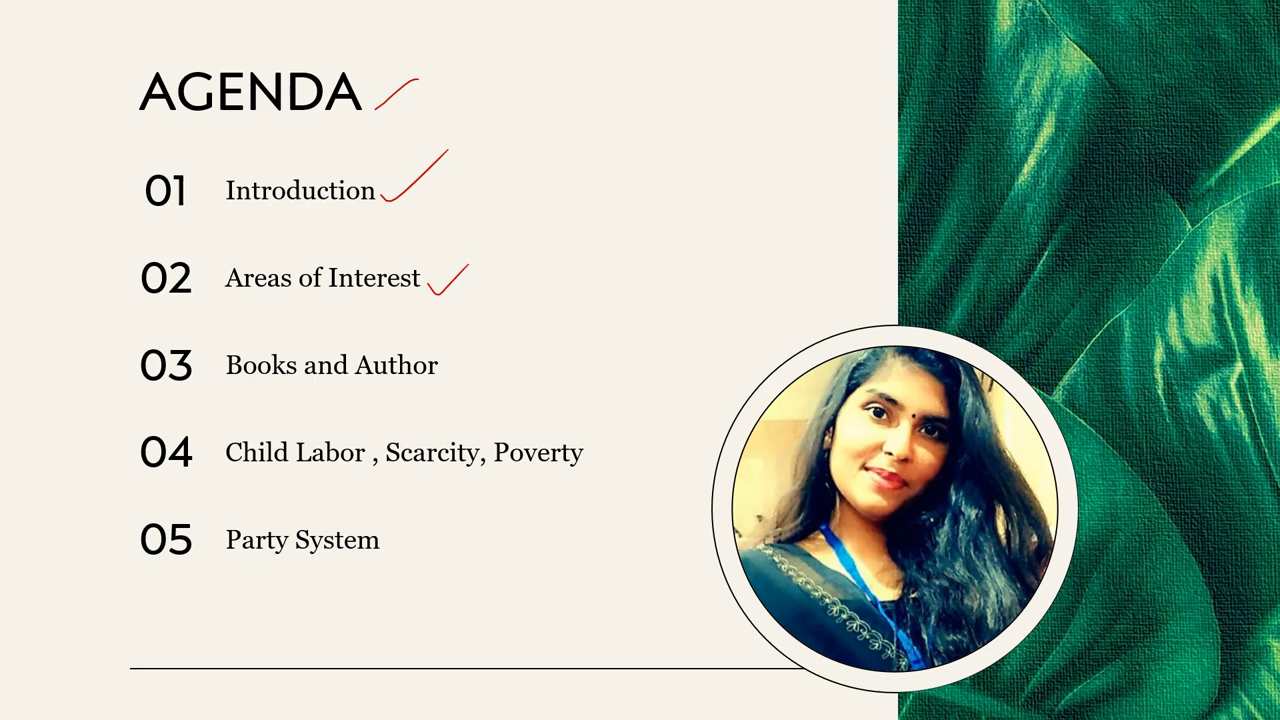 AGENDA
01 Introduction
02 Areas of Interest
03 Books and Author
04 Child Labor , Scarcity, Poverty
05 Party System